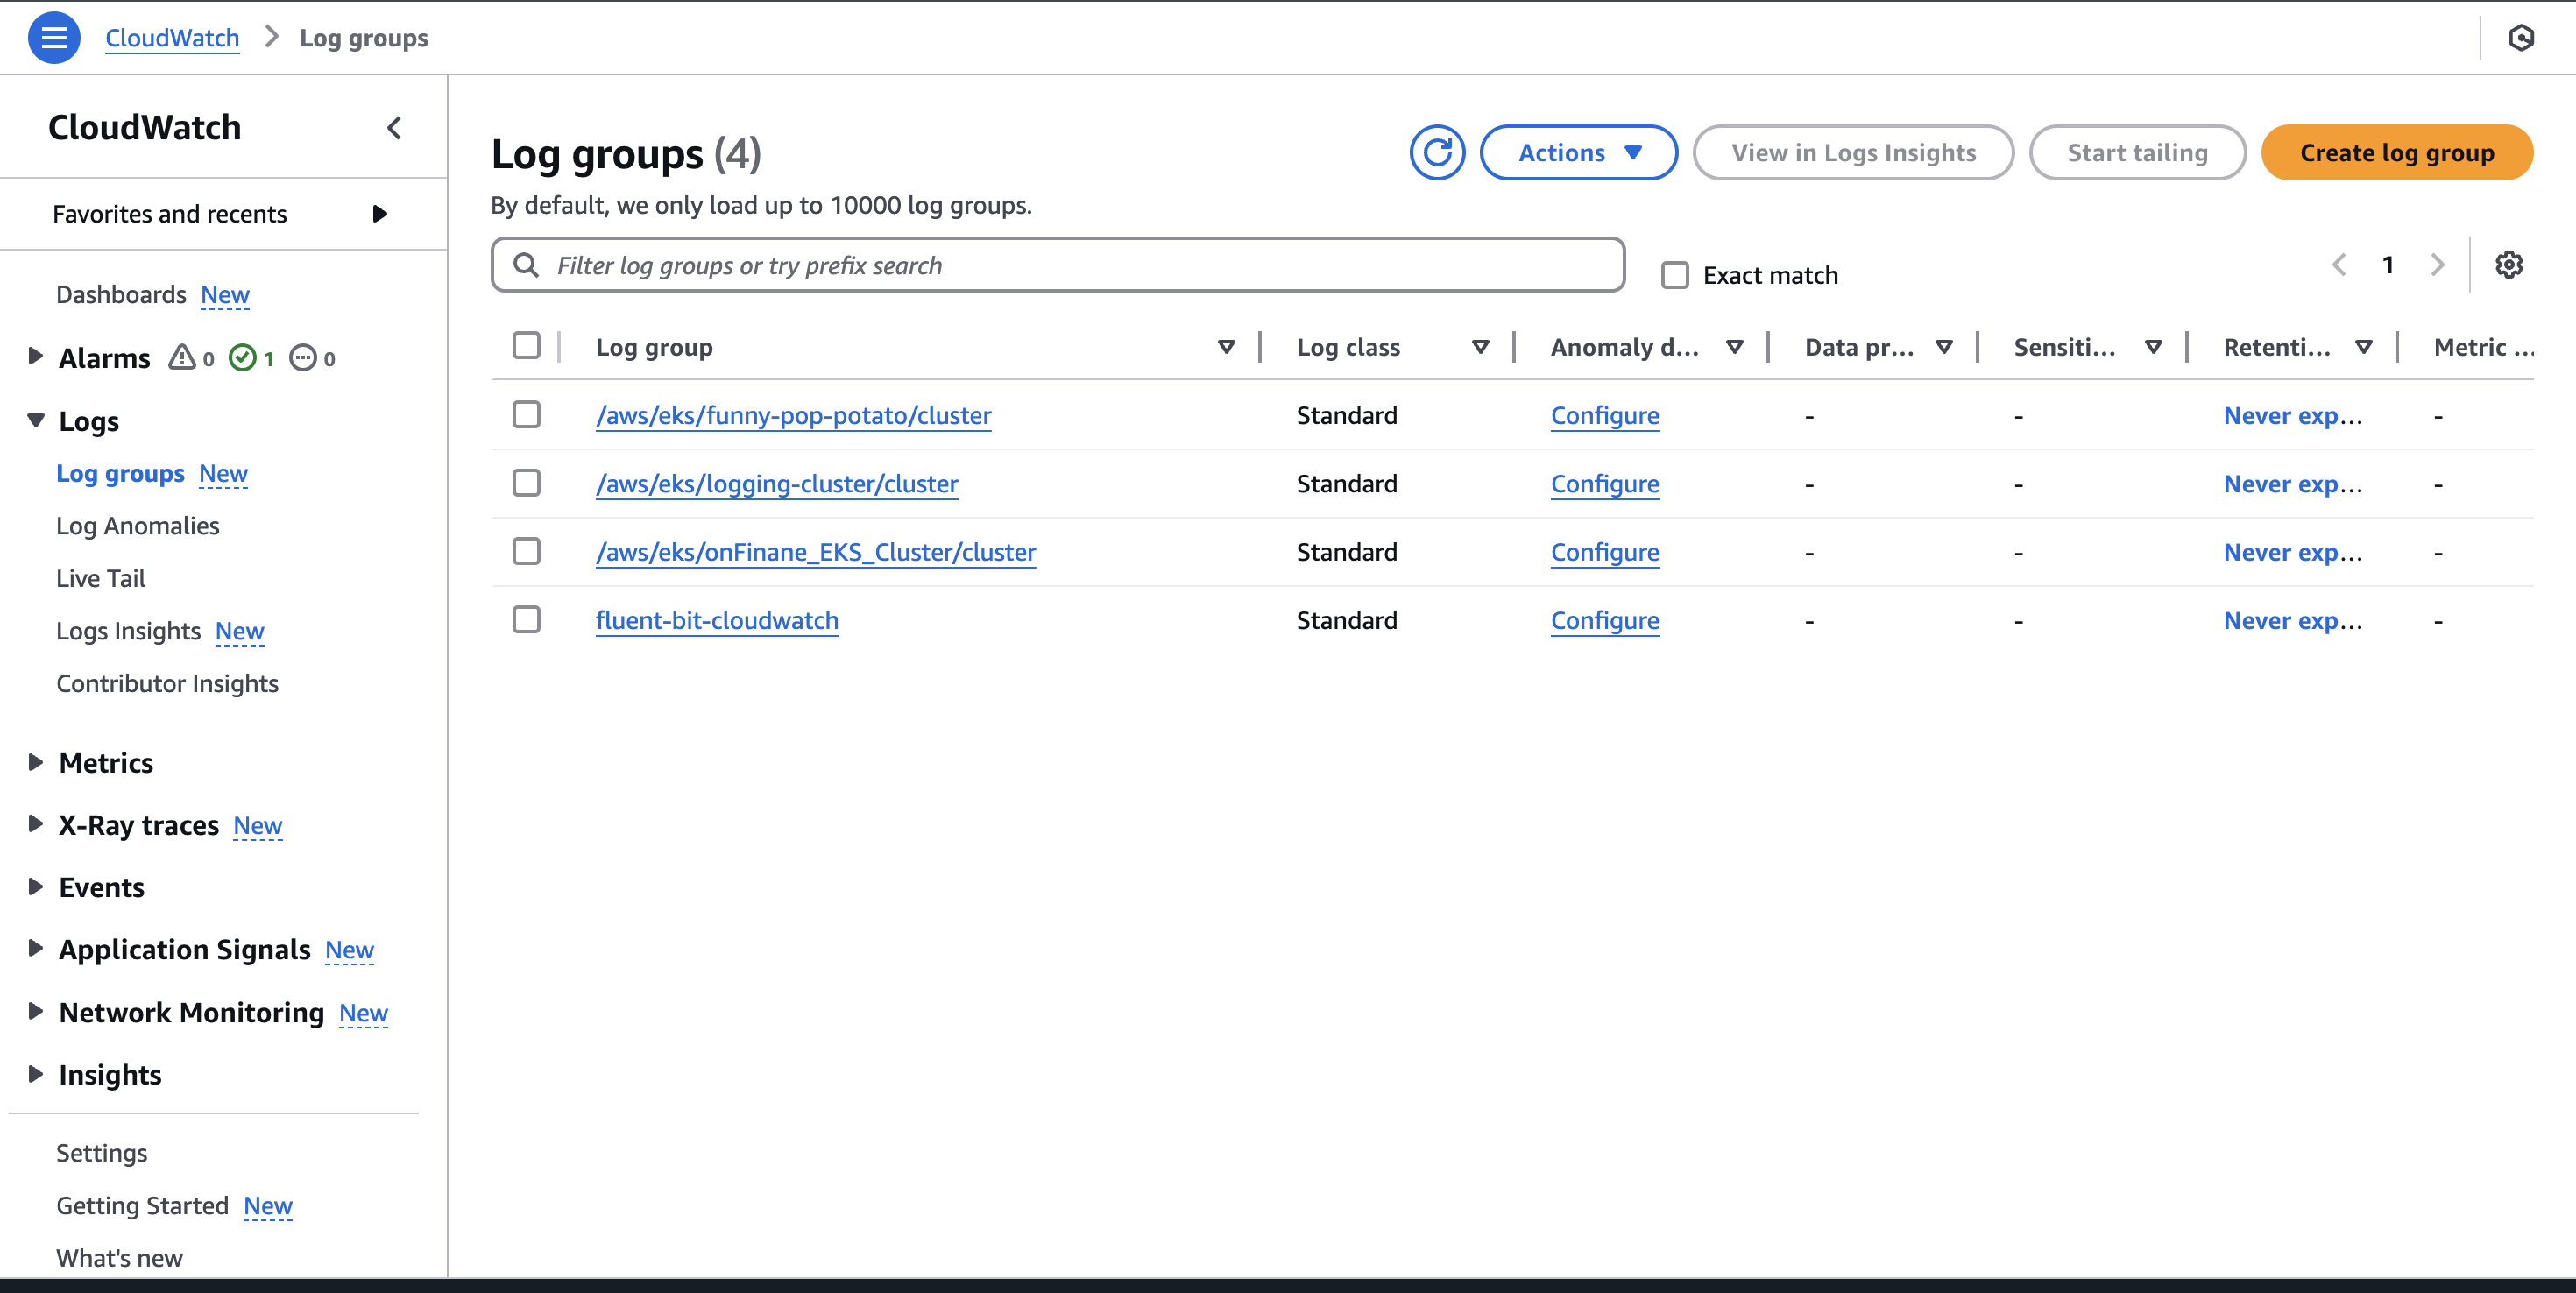 CloudWatch > Log groups
CloudWatch
Favorites and recents
Dashboards New
Alarms 0 1 0
Logs
Log groups New
Log Anomalies
Live Tail
Logs Insights New
Contributor Insights
Metrics
X-Ray traces New
Events
Application Signals New
Network Monitoring New
Insights
Settings
Getting Started New
What's new
Log groups (4)
Actions View in Logs Insights Start tailing Create log group
By default, we only load up to 10000 log groups.
Filter log groups or try prefix search Exact match 1
Log group Log class Anomaly d... Data pr... Sensiti... Retenti... Metric ...
/aws/eks/funny-pop-potato/cluster Standard Configure - - Never exp... -
/aws/eks/logging-cluster/cluster Standard Configure - - Never exp... -
/aws/eks/onFinane_EKS_Cluster/cluster Standard Configure - - Never exp... -
fluent-bit-cloudwatch Standard Configure - - Never exp... -